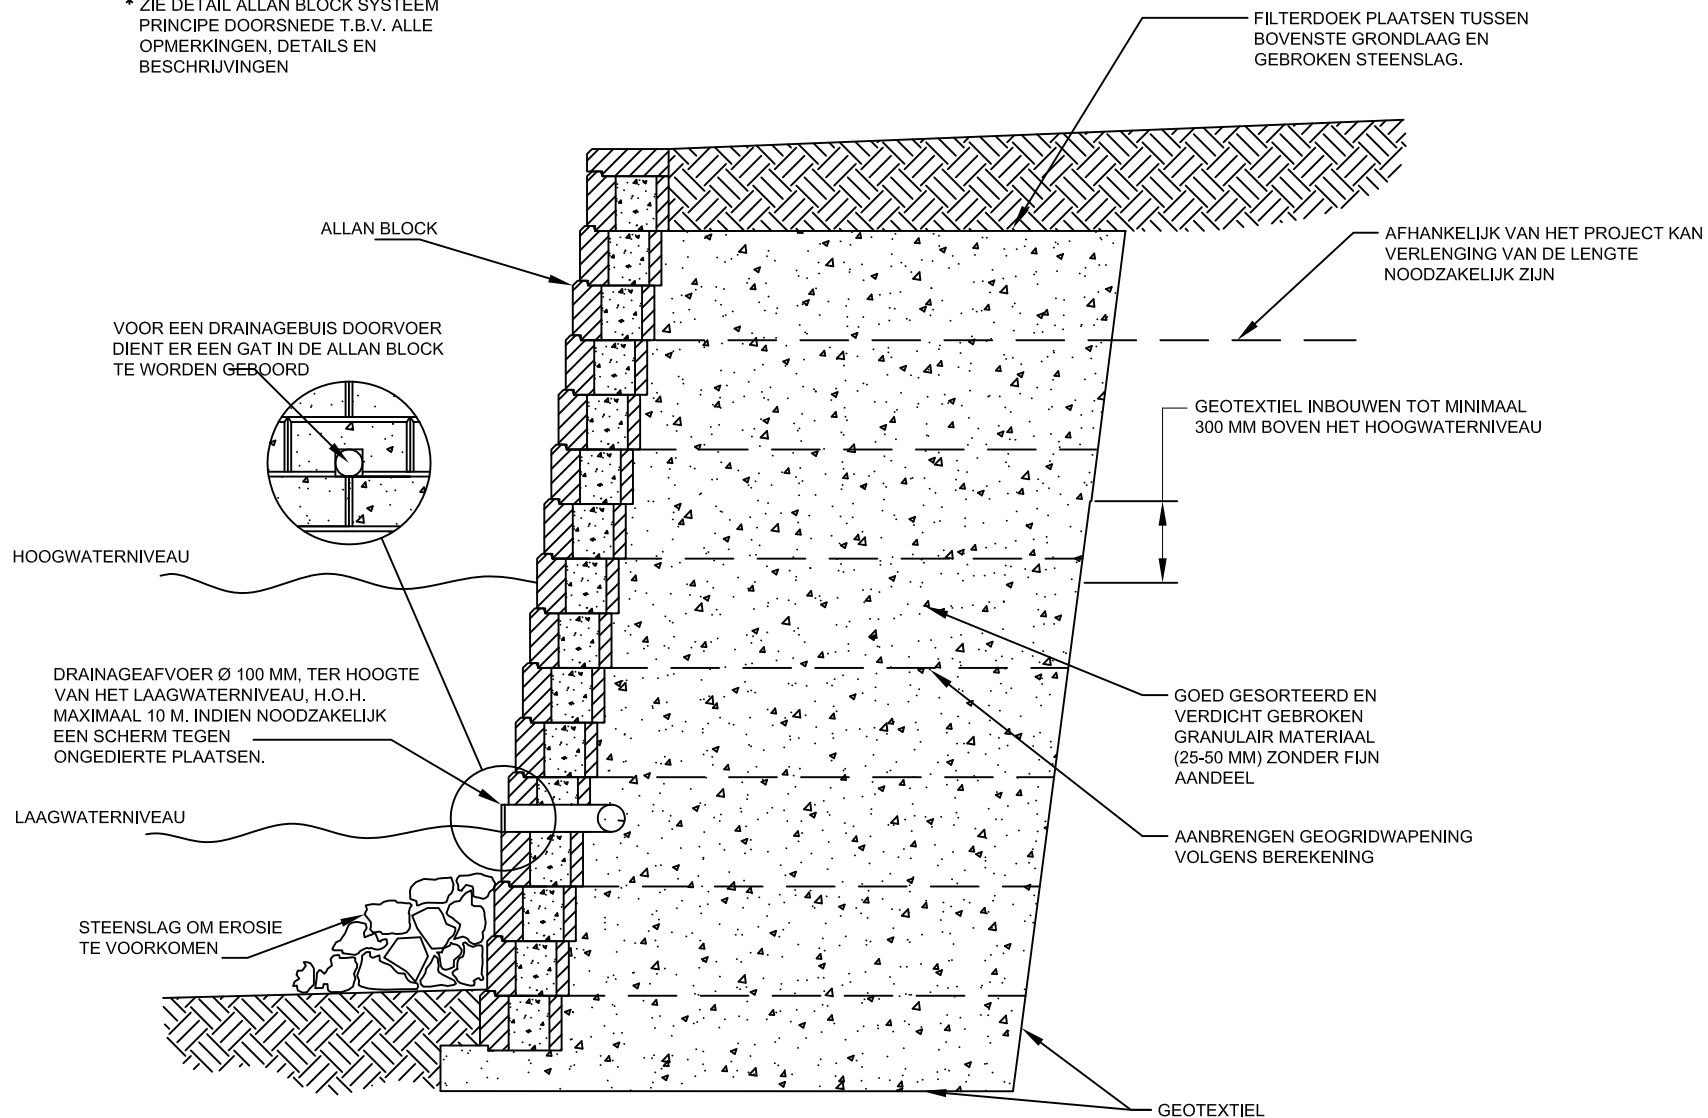 * ZIE DETAIL ALLAN BLOCK SYSTEEM
PRINCIPE DOORSNEDE T.B.V. ALLE
OPMERKINGEN, DETAILS EN
BESCHRIJVINGEN
FILTERDOEK PLAATSEN TUSSEN
BOVENSTE GRONDLAAG EN
GEBROKEN STEENSLAG.
ALLAN BLOCK
AFHANKELIJK VAN HET PROJECT KAN
VERLENGING VAN DE LENGTE
NOODZAKELIJK ZIJN
VOOR EEN DRAINAGEBUIS DOORVOER
DIENT ER EEN GAT IN DE ALLAN BLOCK
TE WORDEN GEBOORD
GEOTEXTIEL INBOUWEN TOT MINIMAAL
300 MM BOVEN HET HOOGWATERNIVEAU
HOOGWATERNIVEAU
DRAINAGEAFVOER Ø 100 MM, TER HOOGTE
VAN HET LAAGWATERNIVEAU, H.O.H.
MAXIMAAL 10 M. INDIEN NOODZAKELIJK
EEN SCHERM TEGEN
ONGEDIERTE PLAATSEN.
GOED GESORTEERD EN
VERDICHT GEBROKEN
GRANULAIR MATERIAAL
(25-50 MM) ZONDER FIJN
AANDEEL
LAAGWATERNIVEAU
AANBRENGEN GEOGRIDWAPENING
VOLGENS BEREKENING
STEENSLAG OM EROSIE
TE VOORKOMEN
GEOTEXTIEL